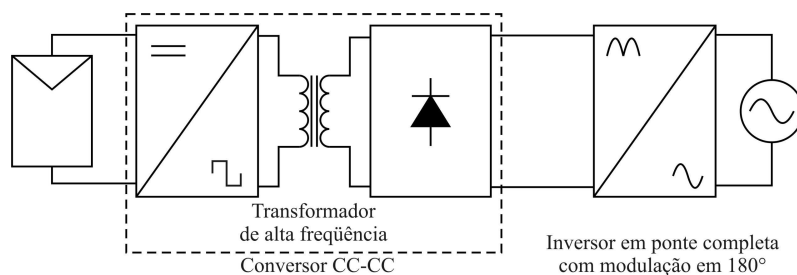 Transformador
de alta freqüência
Conversor CC-CC
Inversor em ponte completa
com modulação em 180°